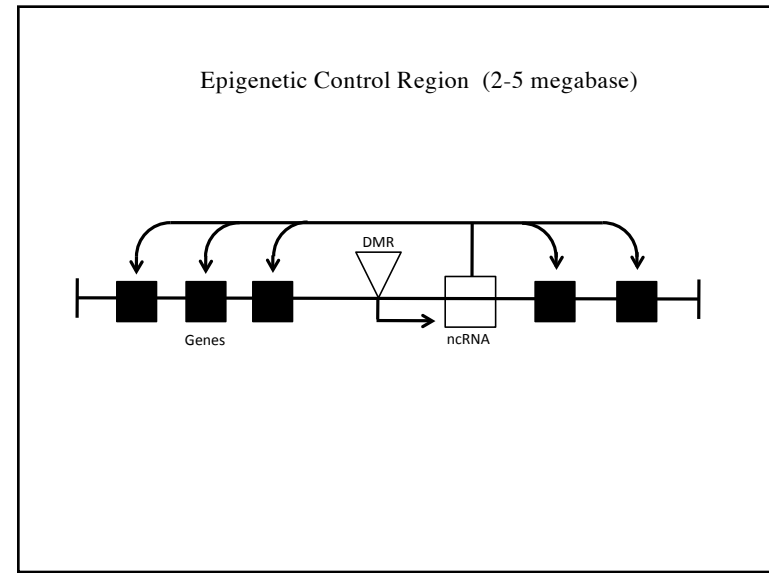 Epigenetic Control Region (2-5 megabase)
DMR
Genes
ncRNA